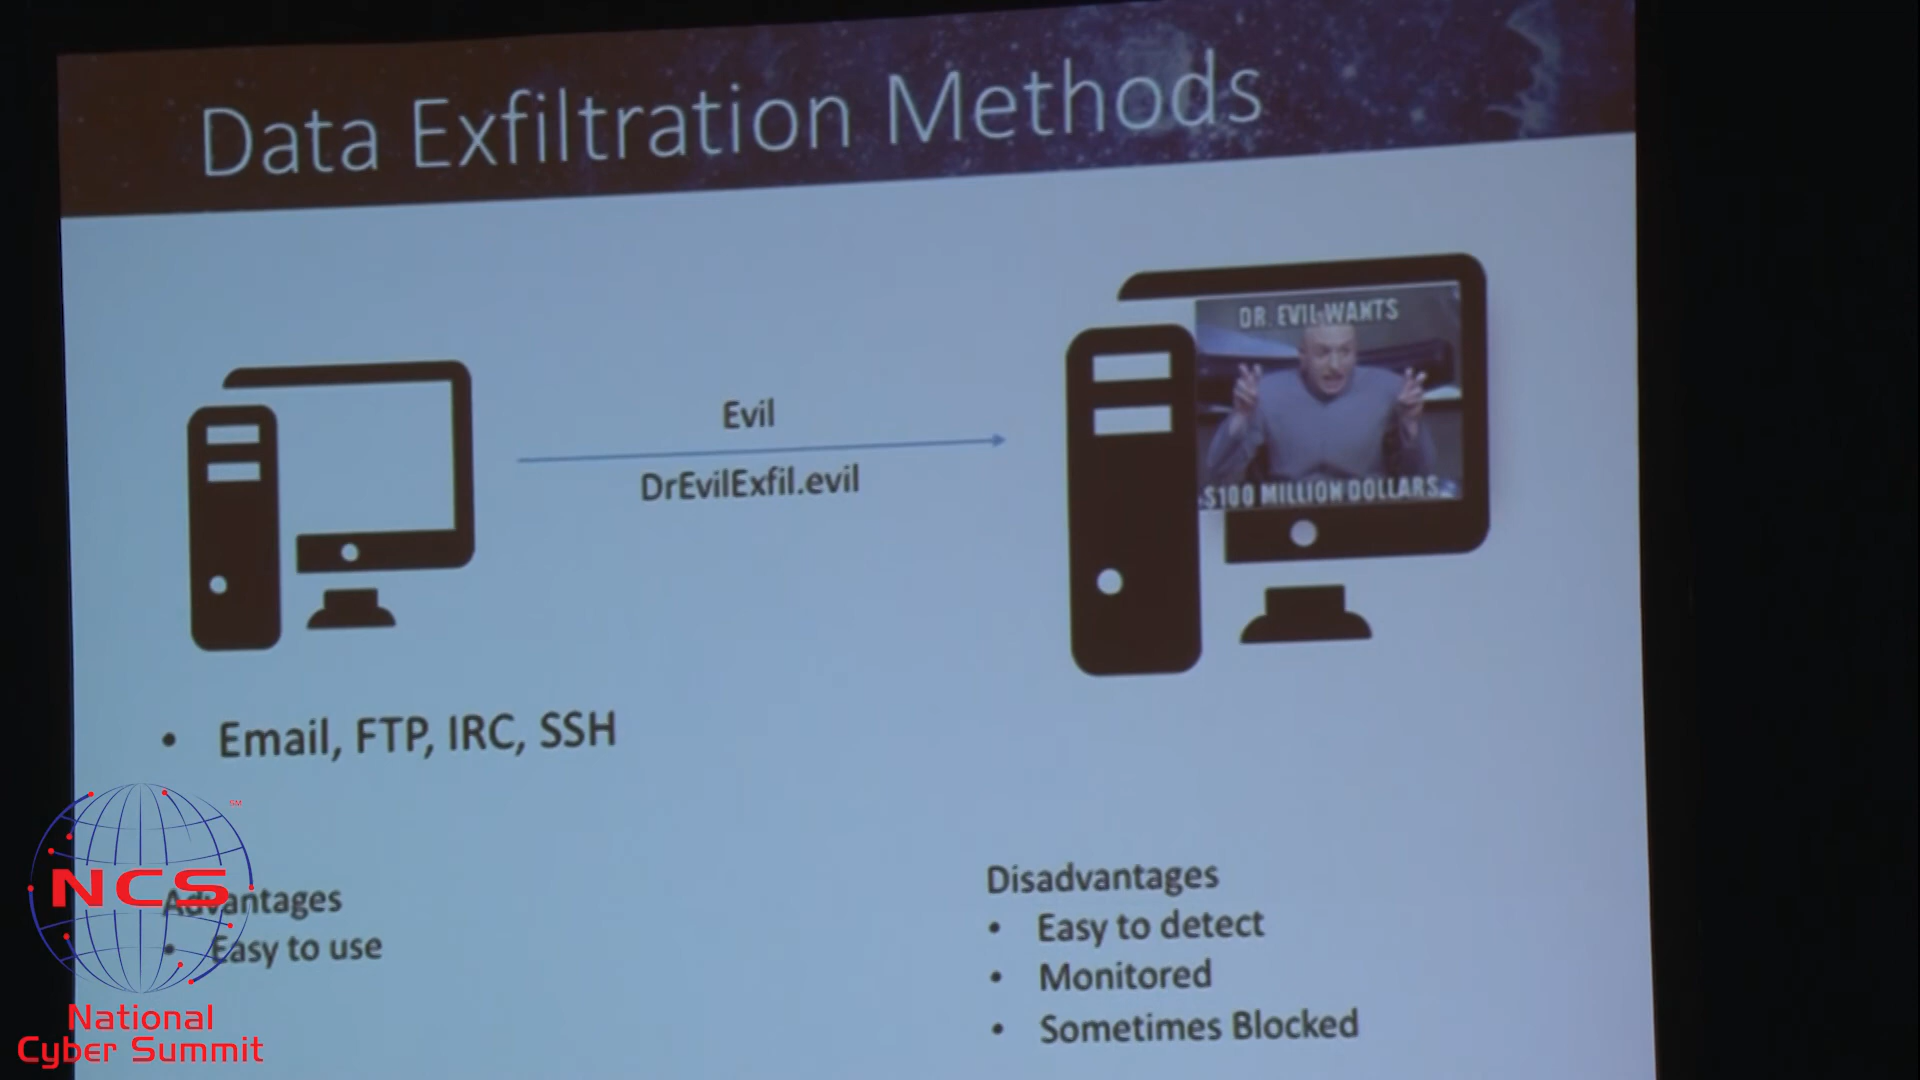 Data Exfiltration Methods
DR. EVIL WANTS
$100 MILLION DOLLARS
Evil
DrEvilExfil.evil
• Email, FTP, IRC, SSH
Advantages
• Easy to use
Disadvantages
• Easy to detect
• Monitored
• Sometimes Blocked
SM
NCS
National
Cyber Summit